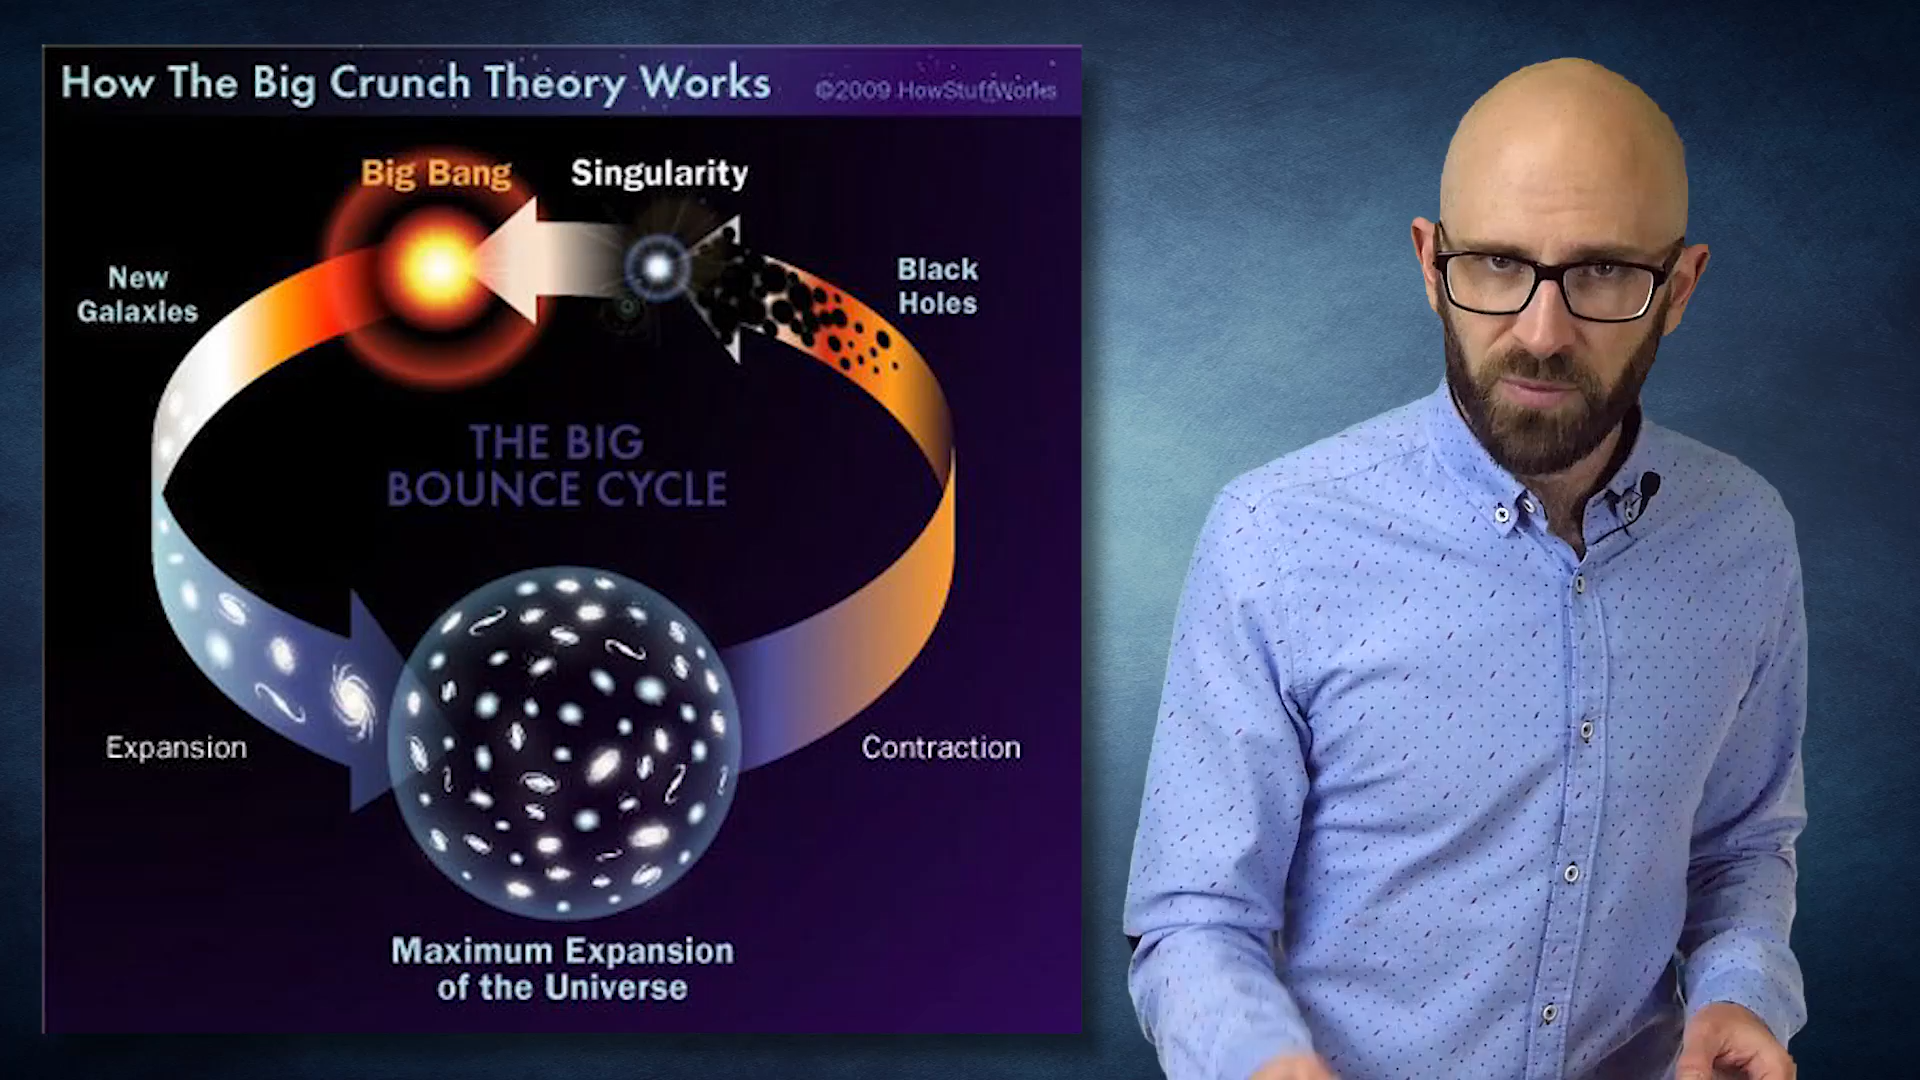 How The Big Crunch Theory Works
©2009 HowStuffWorks
Big Bang
Singularity
New
Galaxies
Black
Holes
THE BIG
BOUNCE CYCLE
Expansion
Contraction
Maximum Expansion
of the Universe